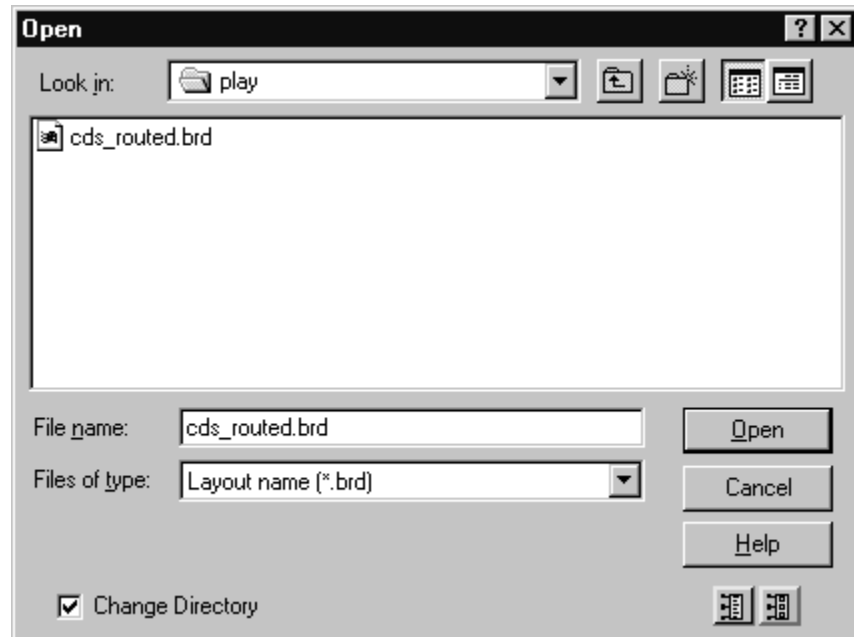 Open
Look in: play
cds_routed.brd
File name: cds_routed.brd Open
Files of type: Layout name (*.brd) Cancel
Help
Change Directory